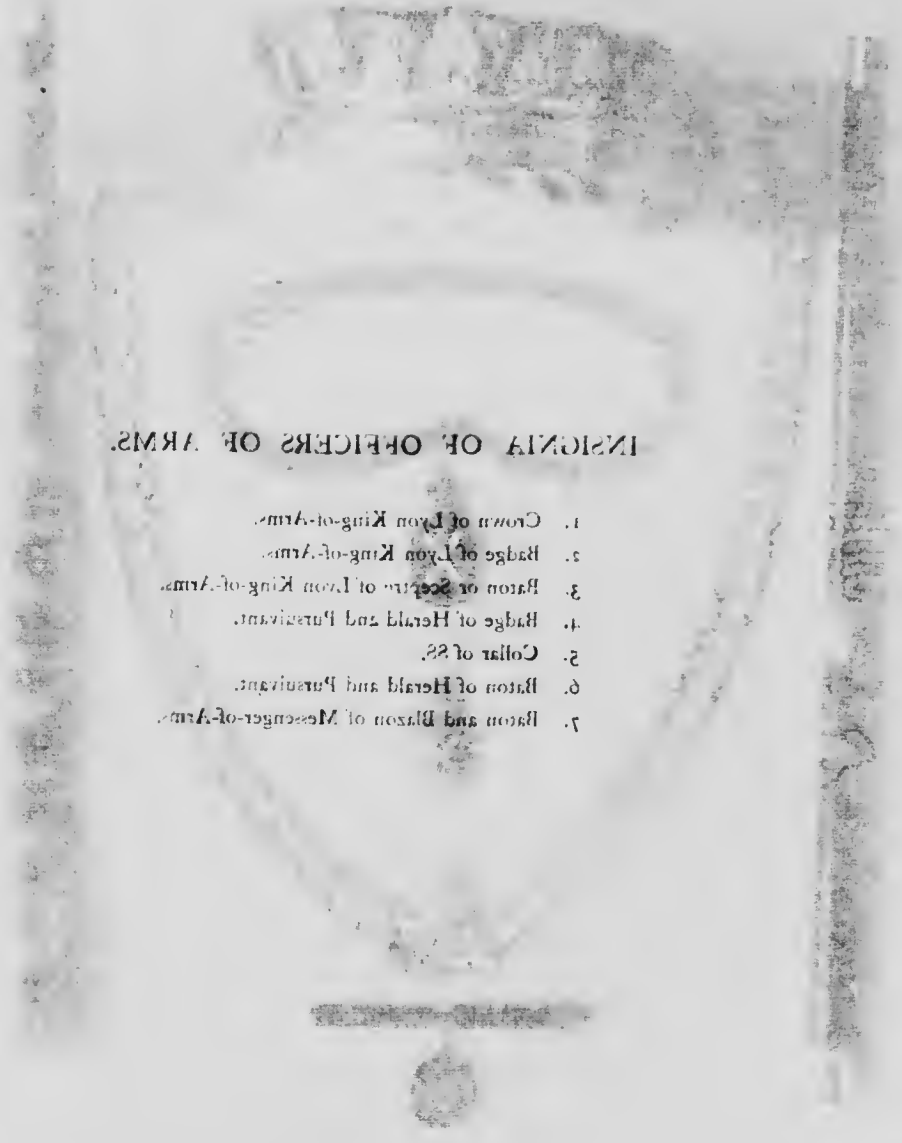 INSIGNIA OF OFFICERS OF ARMS.
1. Crown of Lyon King-of-Arms.
2. Badge of Lyon King-of-Arms.
3. Baton or Sceptre of Lyon King-of-Arms.
4. Badge of Herald and Pursuivant.
5. Collar of SS.
6. Baton of Herald and Pursuivant.
7. Baton and Blazon of Messenger-of-Arms.